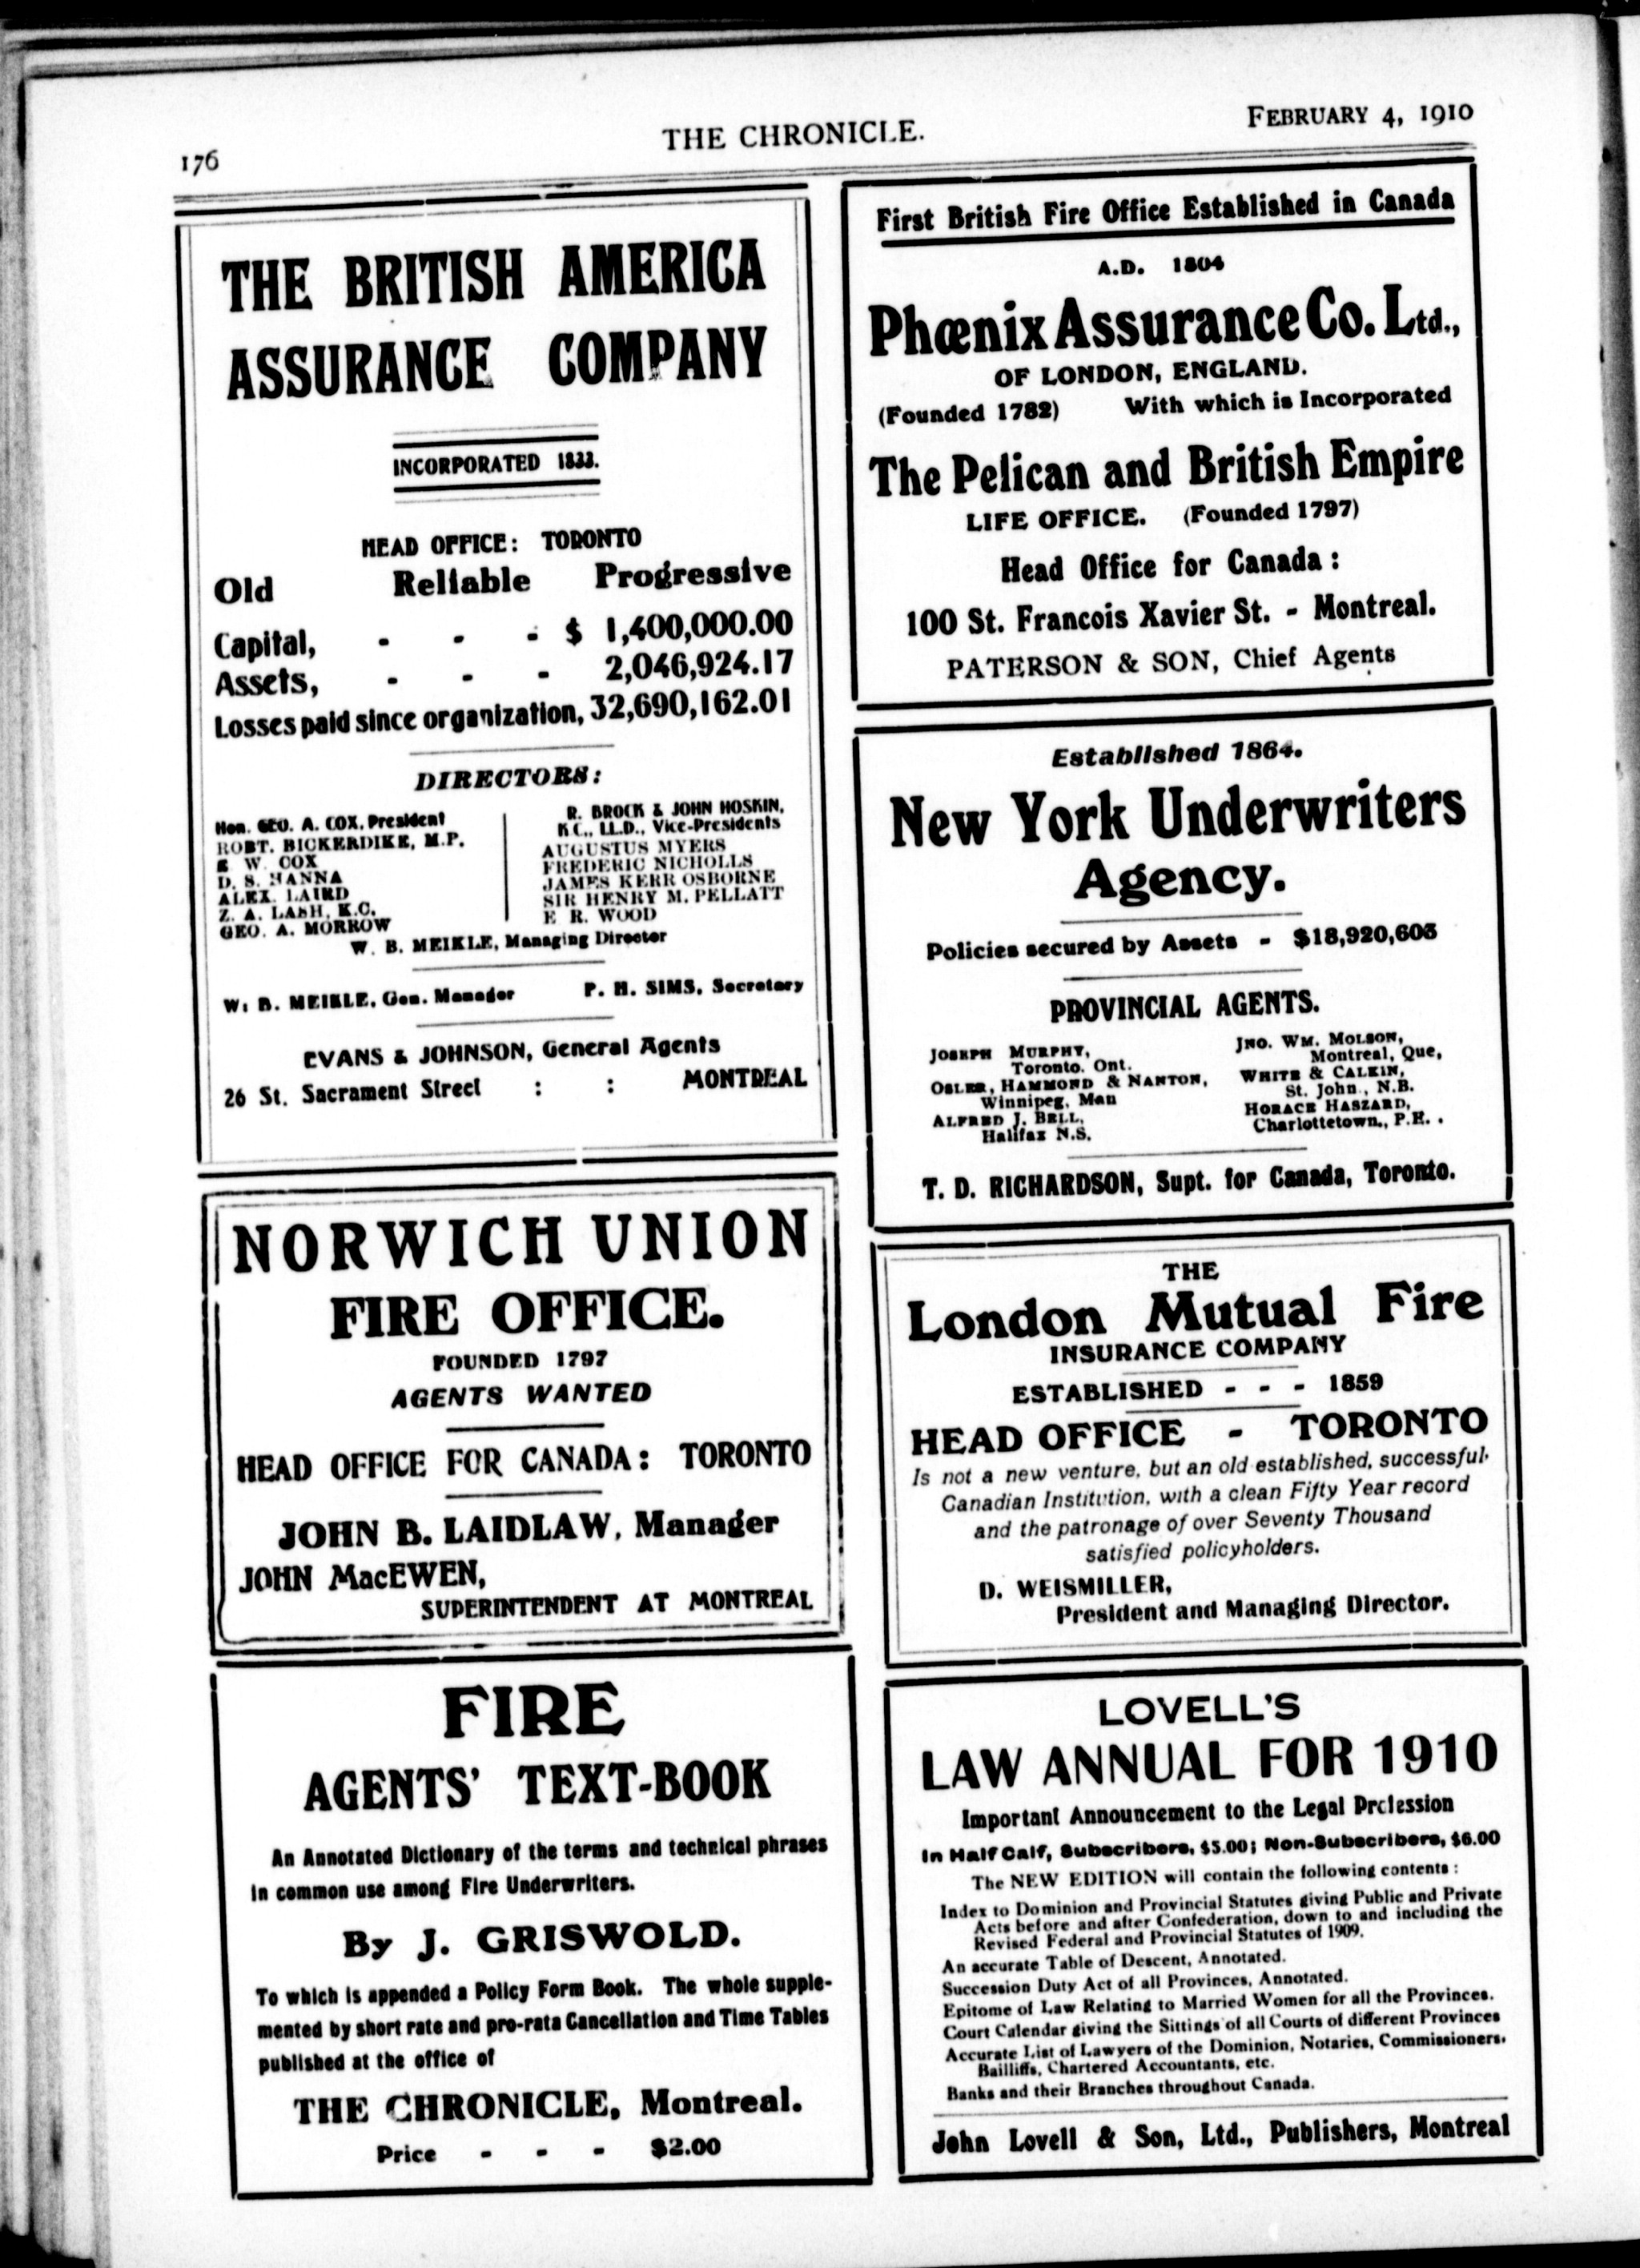 176
THE CHRONICLE.
FEBRUARY 4, 1910
THE BRITISH AMERICA
ASSURANCE COMPANY
INCORPORATED 1833.
HEAD OFFICE: TORONTO
Old Reliable Progressive
Capital, - - - $ 1,400,000.00
Assets, - - - 2,046,924.17
Losses paid since organization, 32,690,162.01
DIRECTORS:
Hon. GEO. A. COX, President
ROBT. BICKERDIKE, M.P.
E W. COX
D. S. HANNA
ALEX. LAIRD
Z. A. LASH, K.C.
GEO. A. MORROW
R. BROCK & JOHN HOSKIN,
K C., LL.D., Vice-Presidents
AUGUSTUS MYERS
FREDERIC NICHOLLS
JAMES KERR OSBORNE
SIR HENRY M. PELLATT
E R. WOOD
W. B. MEIKLE, Managing Director
W. B. MEIKLE, Gen. Manager P. H. SIMS, Secretary
EVANS & JOHNSON, General Agents
26 St. Sacrament Street : : MONTREAL
NORWICH UNION
FIRE OFFICE.
FOUNDED 1797
AGENTS WANTED
HEAD OFFICE FOR CANADA: TORONTO
JOHN B. LAIDLAW, Manager
JOHN MacEWEN,
SUPERINTENDENT AT MONTREAL
FIRE
AGENTS' TEXT-BOOK
An Annotated Dictionary of the terms and technical phrases
in common use among Fire Underwriters.
By J. GRISWOLD.
To which is appended a Policy Form Book. The whole supple-
mented by short rate and pro-rata Cancellation and Time Tables
published at the office of
THE CHRONICLE, Montreal.
Price - - - $2.00
First British Fire Office Established in Canada
A.D. 1804
Phœnix Assurance Co. Ltd.,
OF LONDON, ENGLAND.
(Founded 1782) With which is Incorporated
The Pelican and British Empire
LIFE OFFICE. (Founded 1797)
Head Office for Canada:
100 St. Francois Xavier St. - Montreal.
PATERSON & SON, Chief Agents
Established 1864.
New York Underwriters
Agency.
Policies secured by Assets - $18,920,603
PROVINCIAL AGENTS.
JOSEPH MURPHY,
Toronto. Ont.
OSLER, HAMMOND & NANTON,
Winnipeg, Man
ALFRED J. BELL,
Halifax N.S.
JNO. WM. MOLSON,
Montreal, Que,
WHITE & CALKIN,
St. John, N.B.
HORACE HASZARD,
Charlottetown., P.E. .
T. D. RICHARDSON, Supt. for Canada, Toronto.
THE
London Mutual Fire
INSURANCE COMPANY
ESTABLISHED - - - 1859
HEAD OFFICE - TORONTO
Is not a new venture, but an old established, successful
Canadian Institution, with a clean Fifty Year record
and the patronage of over Seventy Thousand
satisfied policyholders.
D. WEISMILLER,
President and Managing Director.
LOVELL'S
LAW ANNUAL FOR 1910
Important Announcement to the Legal Profession
In Half Calf, Subscribers, $5.00; Non-Subscribers, $6.00
The NEW EDITION will contain the following contents:
Index to Dominion and Provincial Statutes giving Public and Private
Acts before and after Confederation, down to and including the
Revised Federal and Provincial Statutes of 1909.
An accurate Table of Descent, Annotated.
Succession Duty Act of all Provinces, Annotated.
Epitome of Law Relating to Married Women for all the Provinces.
Court Calendar giving the Sittings of all Courts of different Provinces
Accurate List of Lawyers of the Dominion, Notaries, Commissioners,
Bailiffs, Chartered Accountants, etc.
Banks and their Branches throughout Canada.
John Lovell & Son, Ltd., Publishers, Montreal